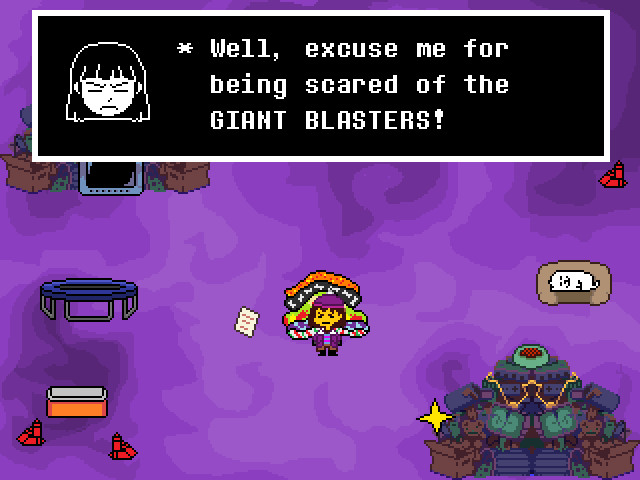 * Well, excuse me for
being scared of the
GIANT BLASTERS!